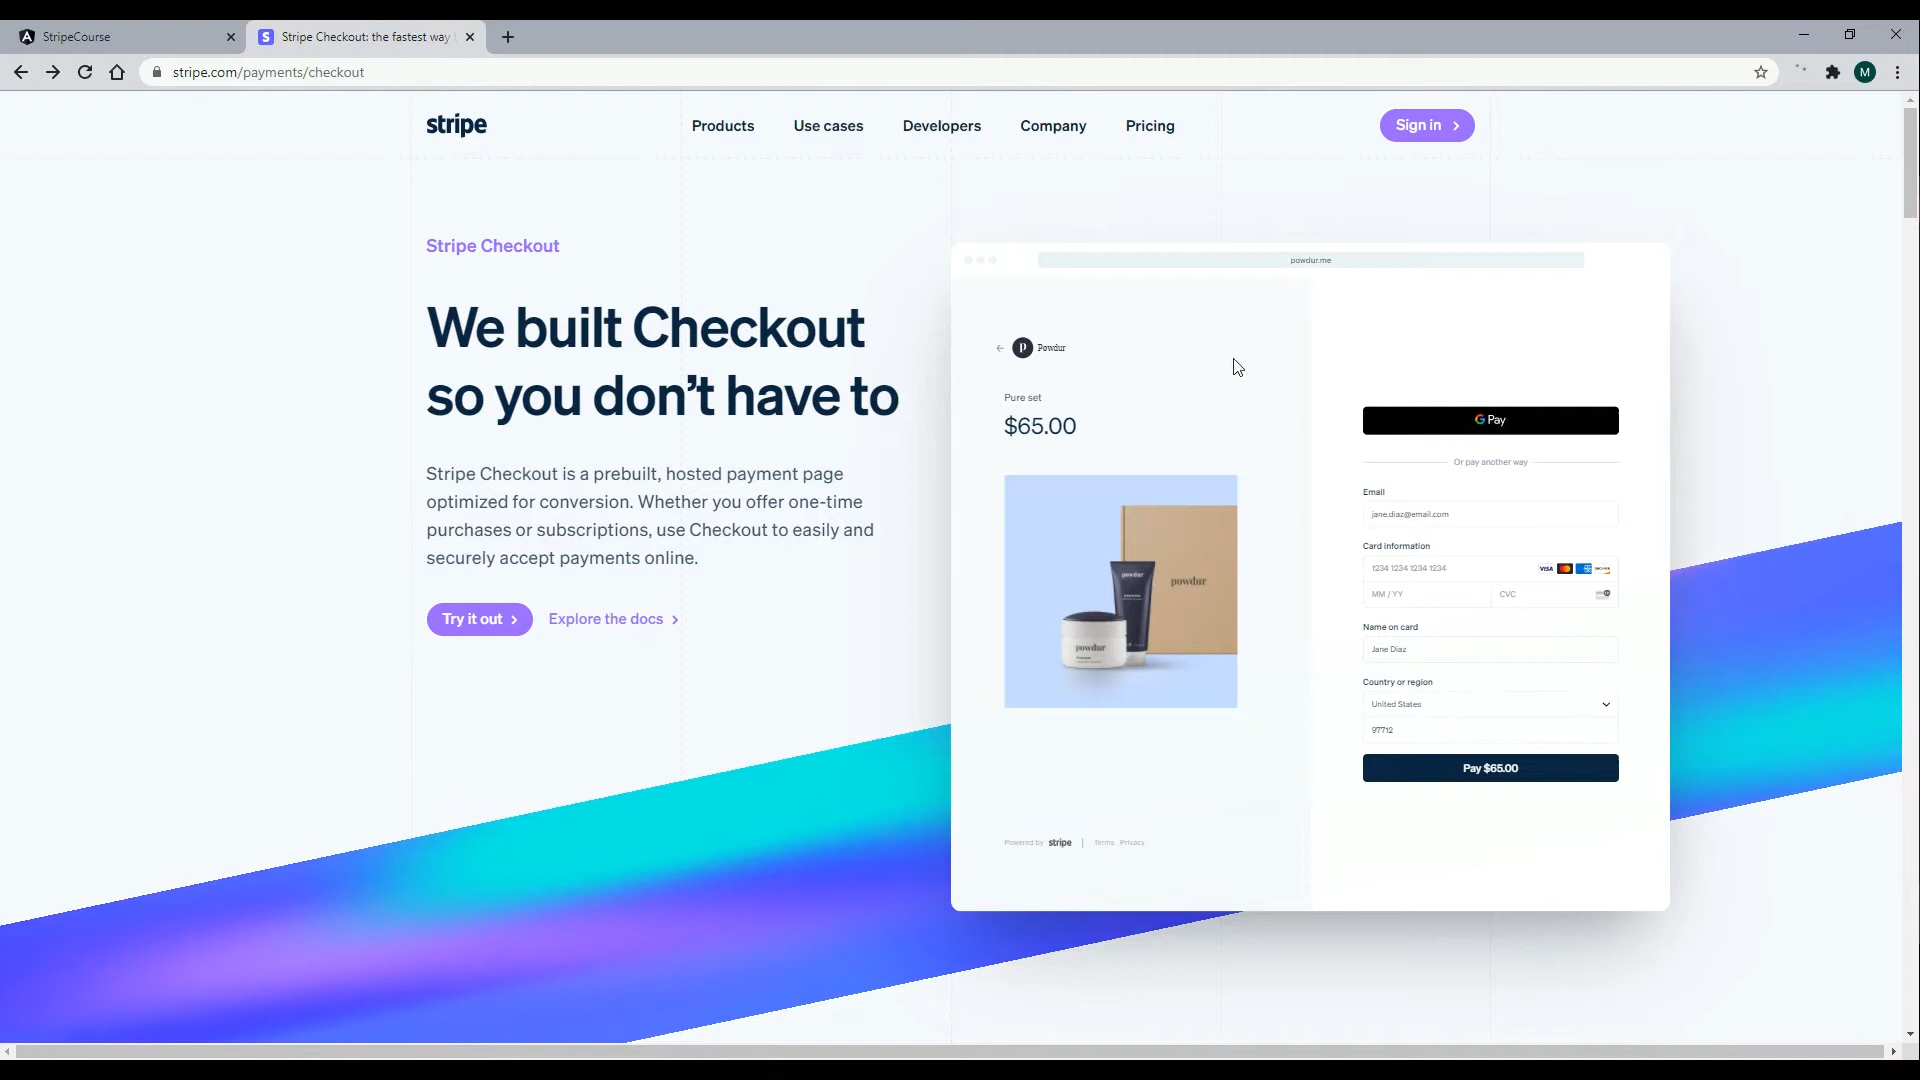 StripeCourse
Stripe Checkout: the fastest way
stripe.com/payments/checkout
M
stripe
Products
Use cases
Developers
Company
Pricing
Sign in
Stripe Checkout
We built Checkout
so you don’t have to
Stripe Checkout is a prebuilt, hosted payment page
optimized for conversion. Whether you offer one-time
purchases or subscriptions, use Checkout to easily and
securely accept payments online.
Try it out
Explore the docs
powdur.me
P Powdur
Pure set
$65.00
powdur
powdur
powdur
Powered by stripe | Terms Privacy
G Pay
Or pay another way
Email
jane.diaz@email.com
Card information
1234 1234 1234 1234
VISA
MM / YY
CVC
Name on card
Jane Diaz
Country or region
United States
97712
Pay $65.00